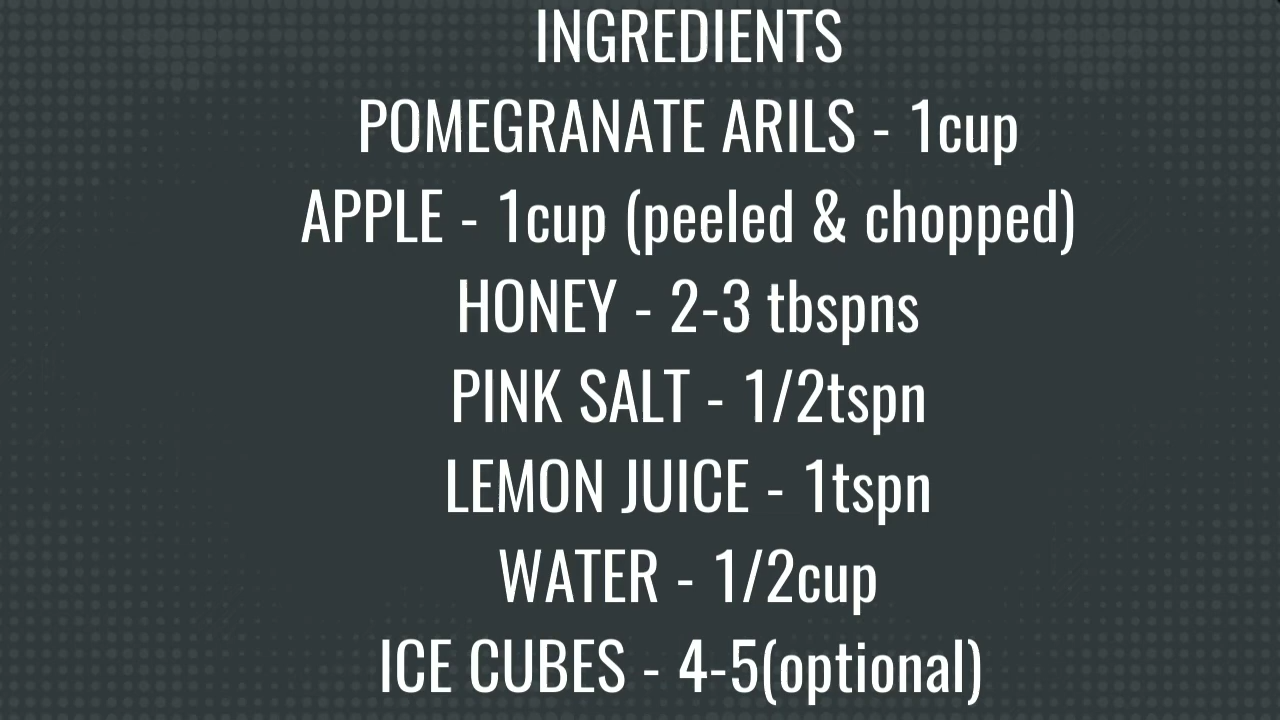 INGREDIENTS
POMEGRANATE ARILS - 1cup
APPLE - 1cup (peeled & chopped)
HONEY - 2-3 tbspns
PINK SALT - 1/2tspn
LEMON JUICE - 1tspn
WATER - 1/2cup
ICE CUBES - 4-5(optional)